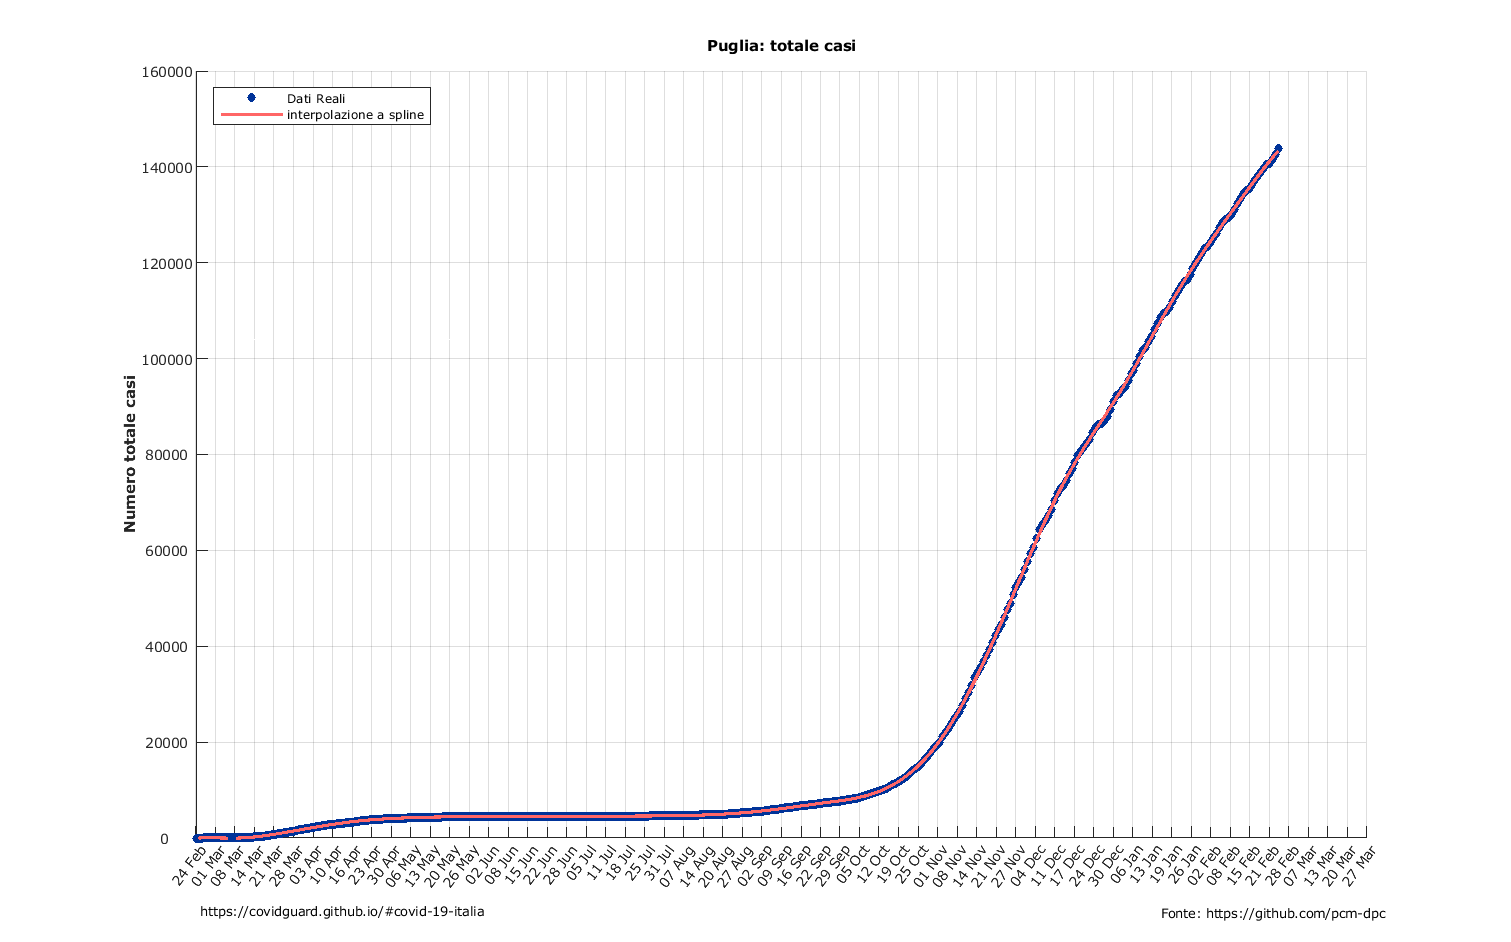 Puglia: totale casi
160000
140000
120000
100000
80000
60000
40000
20000
0
Numero totale casi
Dati Reali
interpolazione a spline
24 Feb
01 Mar
08 Mar
14 Mar
21 Mar
28 Mar
03 Apr
10 Apr
16 Apr
23 Apr
30 Apr
06 May
13 May
20 May
26 May
02 Jun
08 Jun
15 Jun
22 Jun
28 Jun
05 Jul
11 Jul
18 Jul
25 Jul
31 Jul
07 Aug
14 Aug
20 Aug
27 Aug
02 Sep
09 Sep
16 Sep
22 Sep
29 Sep
05 Oct
12 Oct
19 Oct
25 Oct
01 Nov
08 Nov
14 Nov
21 Nov
27 Nov
04 Dec
11 Dec
17 Dec
24 Dec
30 Dec
06 Jan
13 Jan
19 Jan
26 Jan
02 Feb
08 Feb
15 Feb
21 Feb
28 Feb
07 Mar
13 Mar
20 Mar
27 Mar
https://covidguard.github.io/#covid-19-italia
Fonte: https://github.com/pcm-dpc